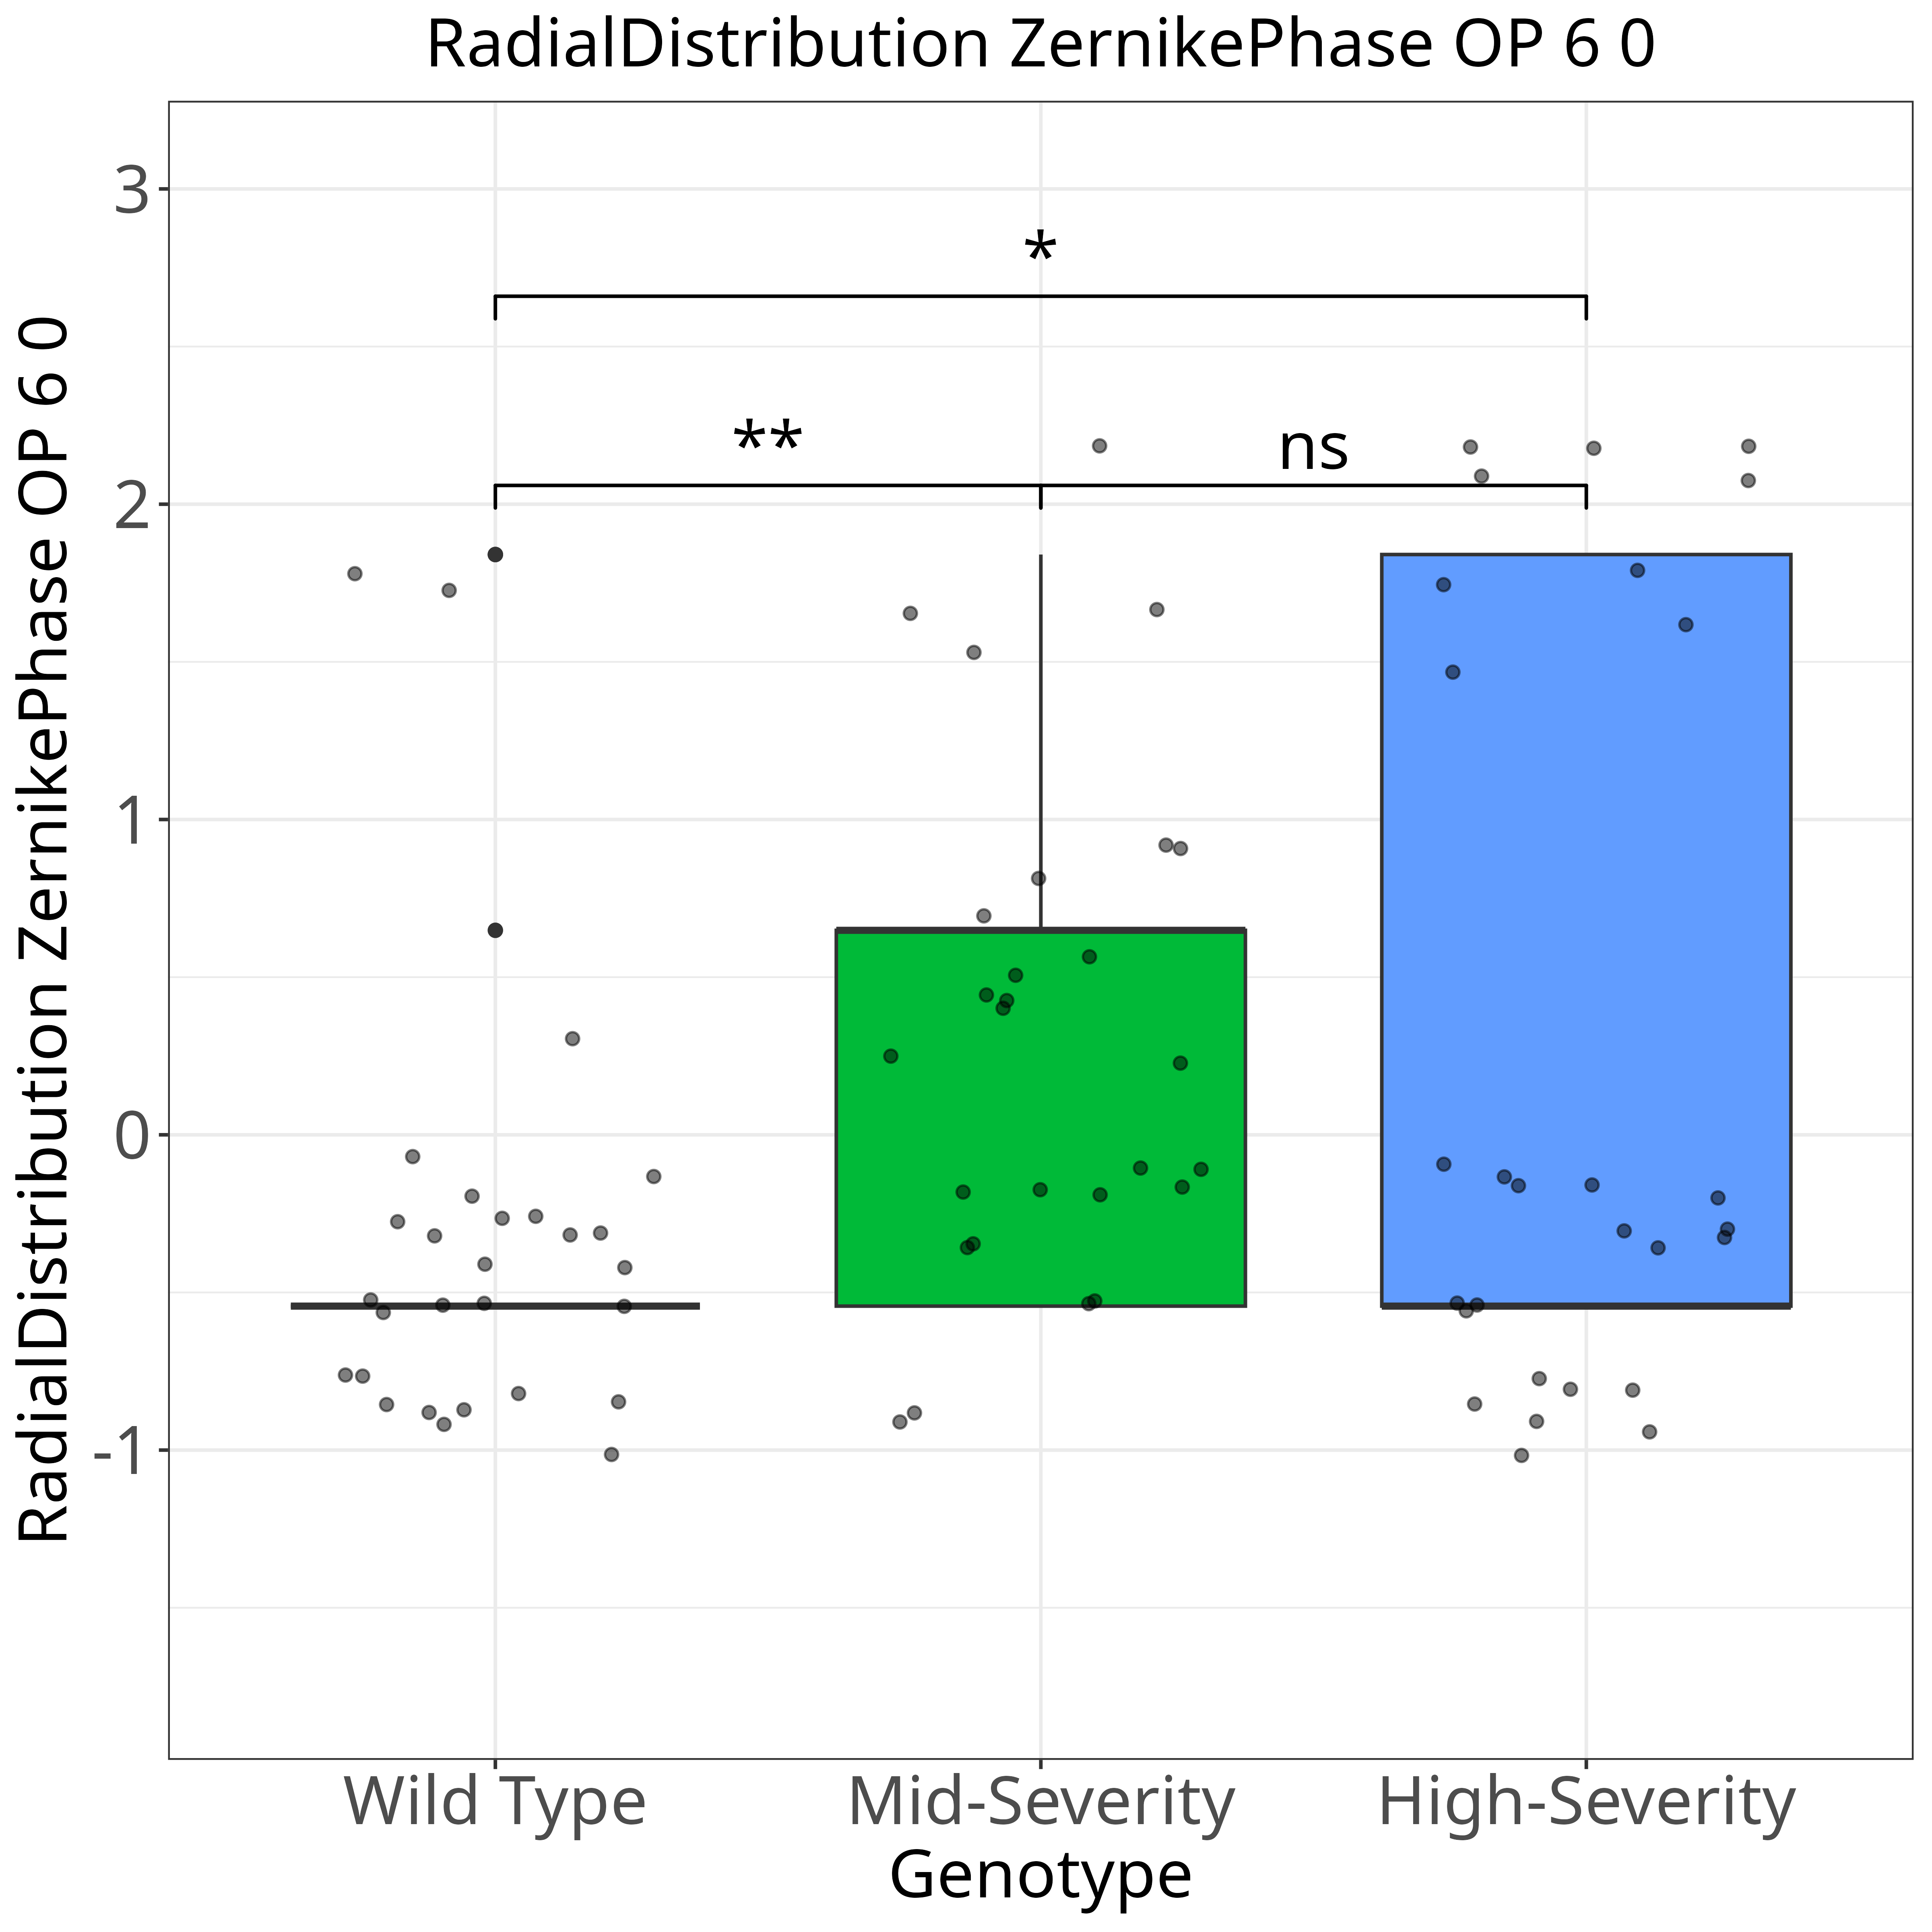 RadialDistribution ZernikePhase OP 6 0
RadialDistribution ZernikePhase OP 6 0
3
2
1
0
-1
*
**
ns
Wild Type
Mid-Severity
High-Severity
Genotype